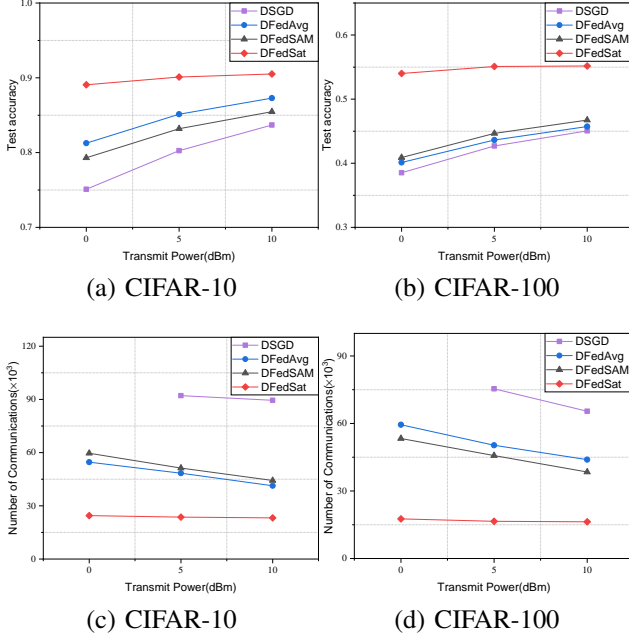 1.0
0.9
0.8
0.7
Test accuracy
DSGD
DFedAvg
DFedSAM
DFedSat
0
5
10
Transmit Power(dBm)
(a) CIFAR-10
0.6
0.5
0.4
0.3
Test accuracy
DSGD
DFedAvg
DFedSAM
DFedSat
0
5
10
Transmit Power(dBm)
(b) CIFAR-100
120
90
60
30
0
Number of Communications(×10³)
DSGD
DFedAvg
DFedSAM
DFedSat
0
5
10
Transmit Power(dBm)
(c) CIFAR-10
90
60
30
0
Number of Communications(×10³)
DSGD
DFedAvg
DFedSAM
DFedSat
0
5
10
Transmit Power(dBm)
(d) CIFAR-100